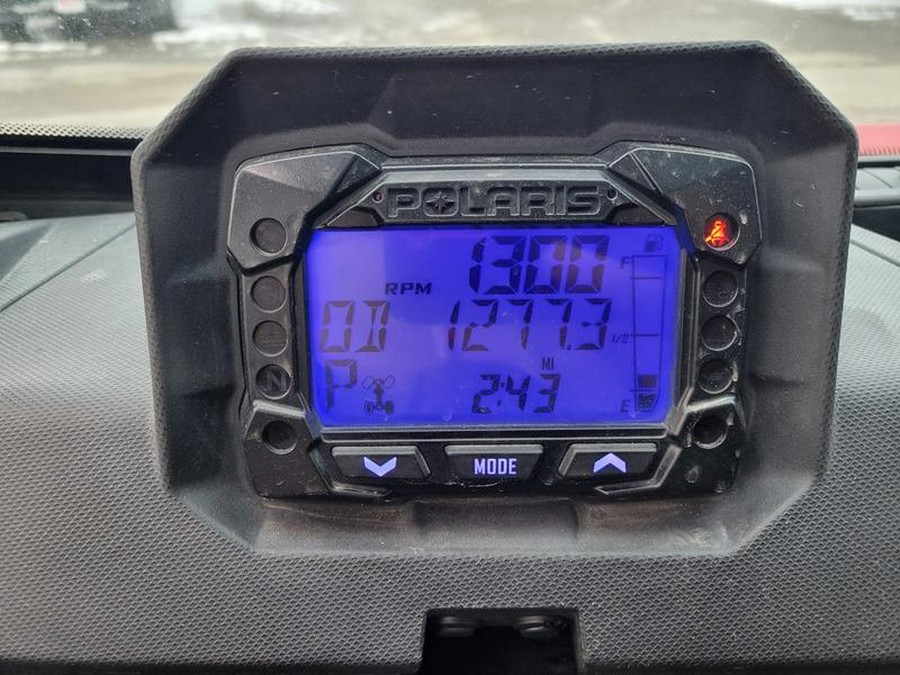 POLARIS
1300
RPM
F
OD 1277.3
1/2
MI
P 2:43
E
N
MODE